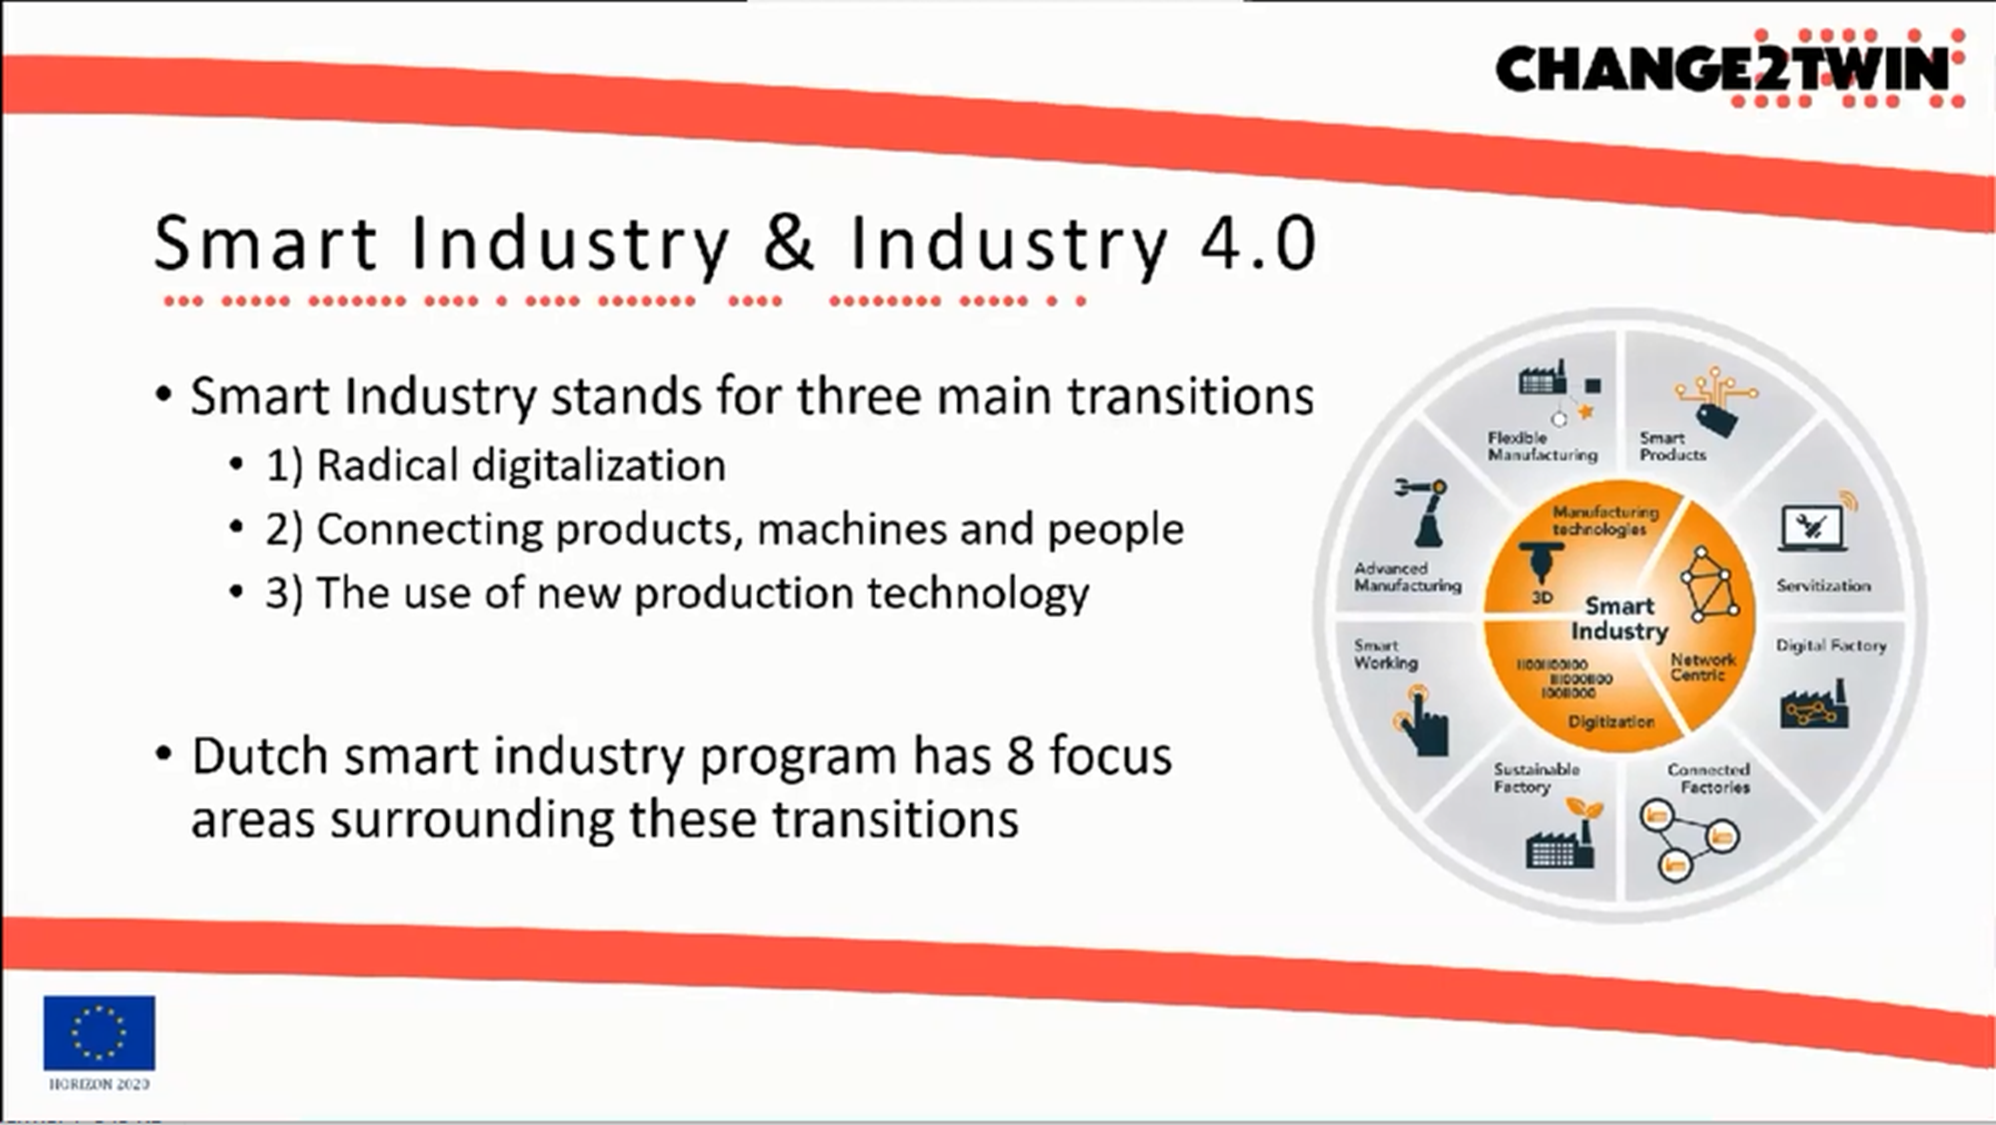 CHANGE2TWIN
Smart Industry & Industry 4.0
• Smart Industry stands for three main transitions
• 1) Radical digitalization
• 2) Connecting products, machines and people
• 3) The use of new production technology
• Dutch smart industry program has 8 focus
areas surrounding these transitions
Flexible
Manufacturing
Smart
Products
Servitization
Digital Factory
Connected
Factories
Sustainable
Factory
Smart
Working
Advanced
Manufacturing
Manufacturing
technologies
3D
Smart
Industry
Network
Centric
Digitization
HORIZON 2020